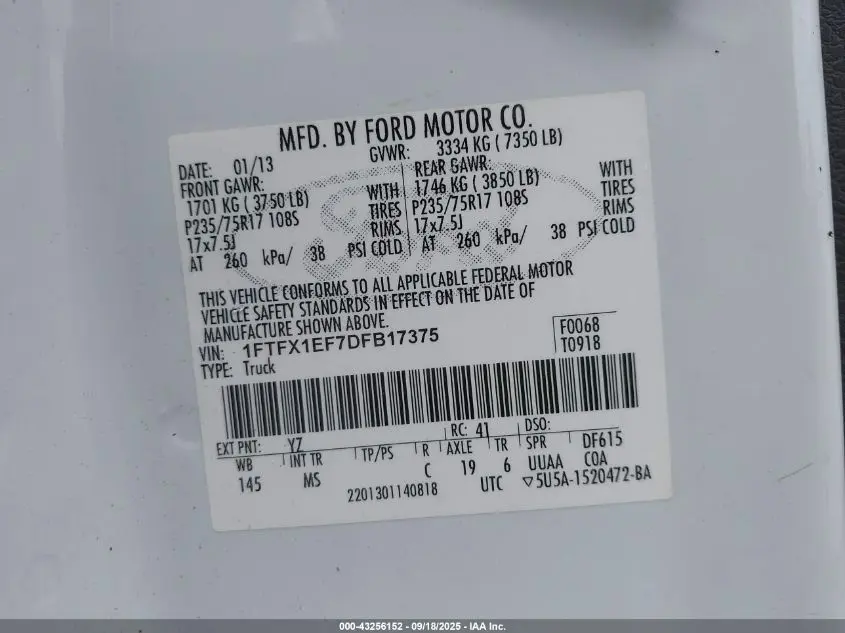 MFD. BY FORD MOTOR CO.
DATE: 01/13 GVWR: 3334 KG ( 7350 LB)
FRONT GAWR: REAR GAWR:
1701 KG ( 3750 LB) WITH 1746 KG ( 3850 LB) WITH
P235/75R17 108S TIRES P235/75R17 108S TIRES
17x7.5J RIMS 17x7.5J RIMS
AT 260 kPa/ 38 PSI COLD AT 260 kPa/ 38 PSI COLD
THIS VEHICLE CONFORMS TO ALL APPLICABLE FEDERAL MOTOR
VEHICLE SAFETY STANDARDS IN EFFECT ON THE DATE OF
MANUFACTURE SHOWN ABOVE.
VIN: 1FTFX1EF7DFB17375 F0068
TYPE: Truck T0918
EXT PNT: YZ RC: 41 DSO:
WB INT TR TP/PS R AXLE TR SPR DF615
145 MS C 19 6 UUAA COA
2201301140818 UTC ▽5U5A-1520472-BA
000-43256152 - 09/18/2025 - IAA Inc.